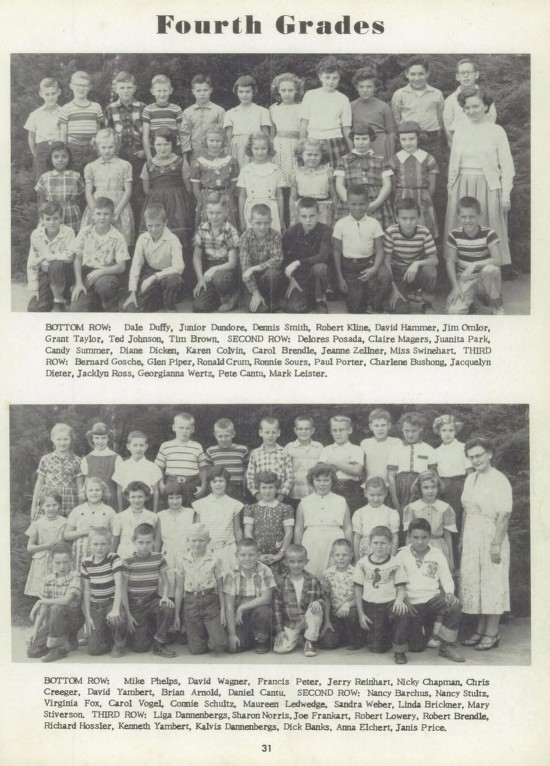 Fourth Grades
BOTTOM ROW: Dale Duffy, Junior Dundore, Dennis Smith, Robert Kline, David Hammer, Jim Omlor,
Grant Taylor, Ted Johnson, Tim Brown. SECOND ROW: Delores Posada, Claire Magers, Juanita Park,
Candy Summer, Diane Dicken, Karen Colvin, Carol Brendle, Jeanne Zellner, Miss Swinehart. THIRD
ROW: Bernard Gosche, Glen Piper, Ronald Crum, Ronnie Sours, Paul Porter, Charlene Bushong, Jacquelyn
Dieter, Jacklyn Ross, Georgianna Wertz, Pete Cantu, Mark Leister.
BOTTOM ROW: Mike Phelps, David Wagner, Francis Peter, Jerry Reinhart, Nicky Chapman, Chris
Creeger, David Yambert, Brian Arnold, Daniel Cantu. SECOND ROW: Nancy Barchus, Nancy Stultz,
Virginia Fox, Carol Vogel, Connie Schultz, Maureen Ledwedge, Sandra Weber, Linda Brickner, Mary
Stiverson. THIRD ROW: Liga Dannenbergs, Sharon Norris, Joe Frankart, Robert Lowery, Robert Brendle,
Richard Hossler, Kenneth Yambert, Kalvis Dannenbergs, Dick Banks, Anna Elchert, Janis Price.
31